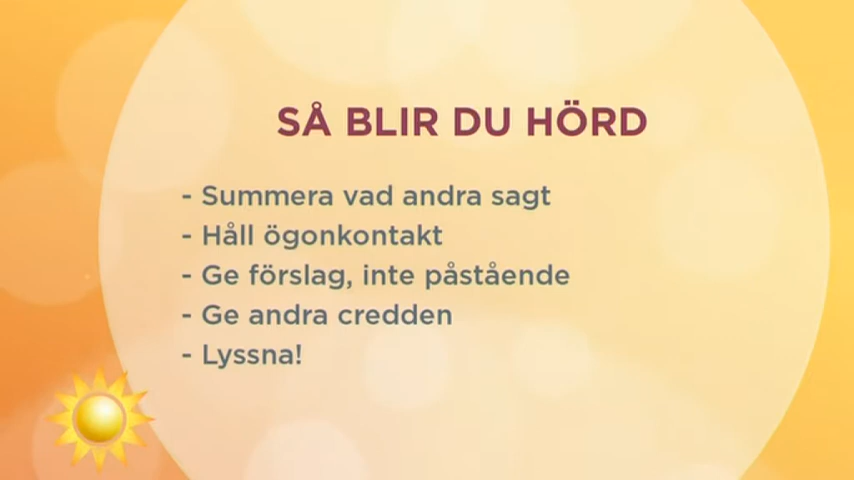 SÅ BLIR DU HÖRD
- Summera vad andra sagt
- Håll ögonkontakt
- Ge förslag, inte påstående
- Ge andra credden
- Lyssna!